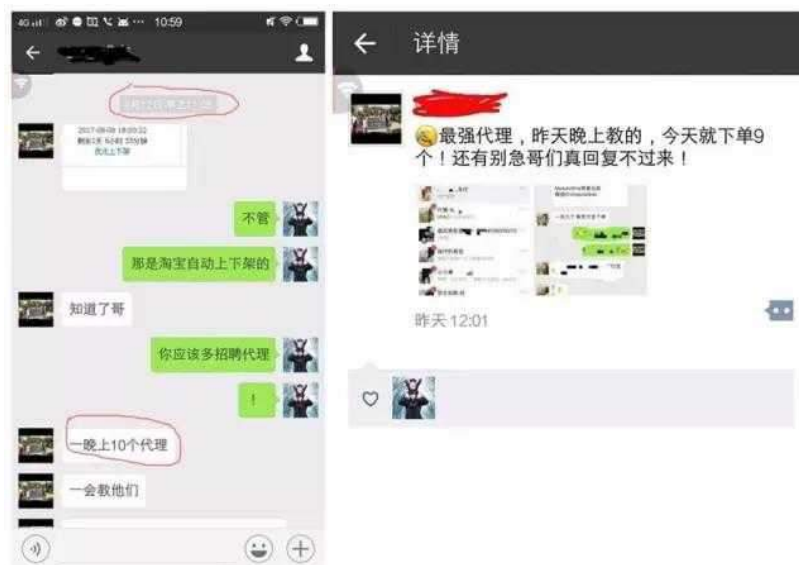 4G
10:59
不管
那是淘宝自动上下架的
知道了哥
你应该多招聘代理
！
一晚上10个代理
一会教他们
详情
最强代理，昨天晚上教的，今天就下单9
个！还有别急哥们真回复不过来！
昨天 12:01